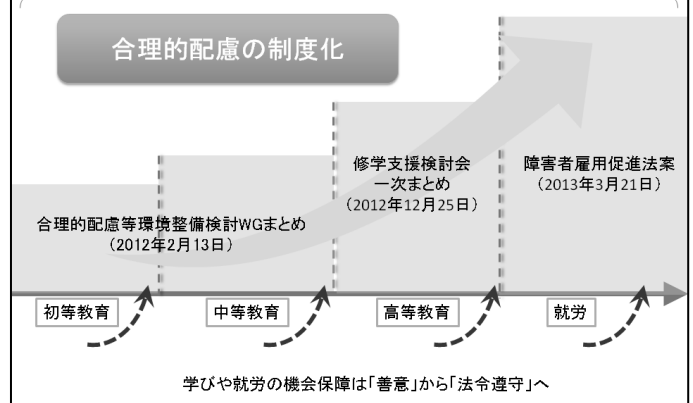 合理的配慮の制度化
修学支援検討会
一次まとめ
（2012年12月25日）
障害者雇用促進法案
（2013年3月21日）
合理的配慮等環境整備検討WGまとめ
（2012年2月13日）
初等教育
中等教育
高等教育
就労
学びや就労の機会保障は「善意」から「法令遵守」へ